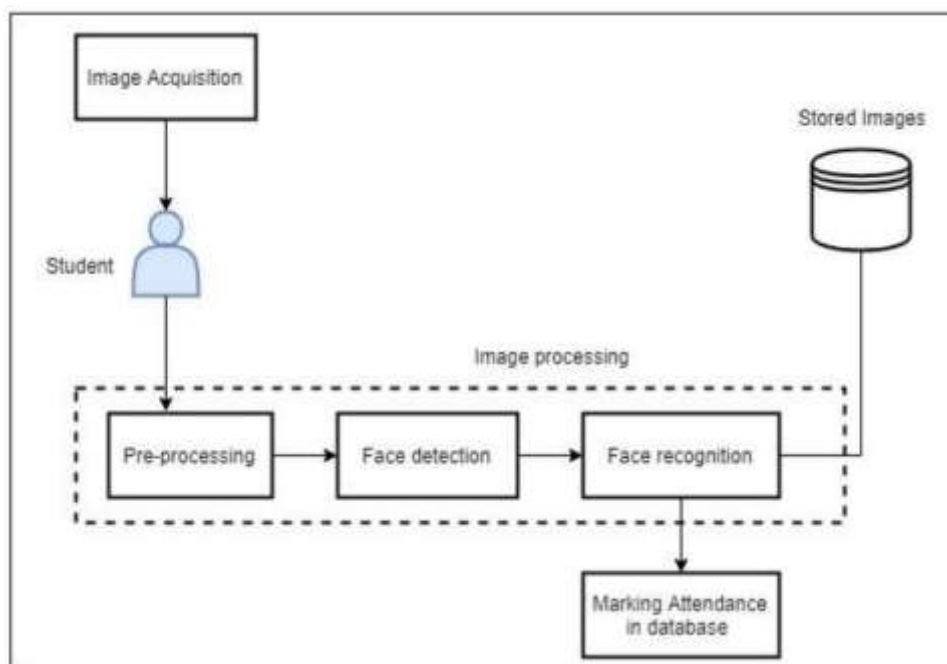 Image Acquisition
Stored Images
Student
Image processing
Pre-processing
Face detection
Face recognition
Marking Attendance
in database